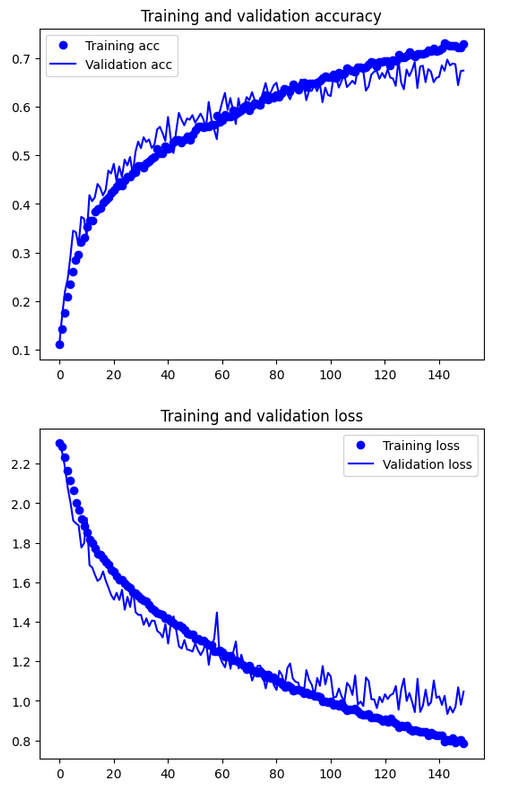 Training and validation accuracy
Training acc
Validation acc
0.7
0.6
0.5
0.4
0.3
0.2
0.1
0 20 40 60 80 100 120 140
Training and validation loss
Training loss
Validation loss
2.2
2.0
1.8
1.6
1.4
1.2
1.0
0.8
0 20 40 60 80 100 120 140